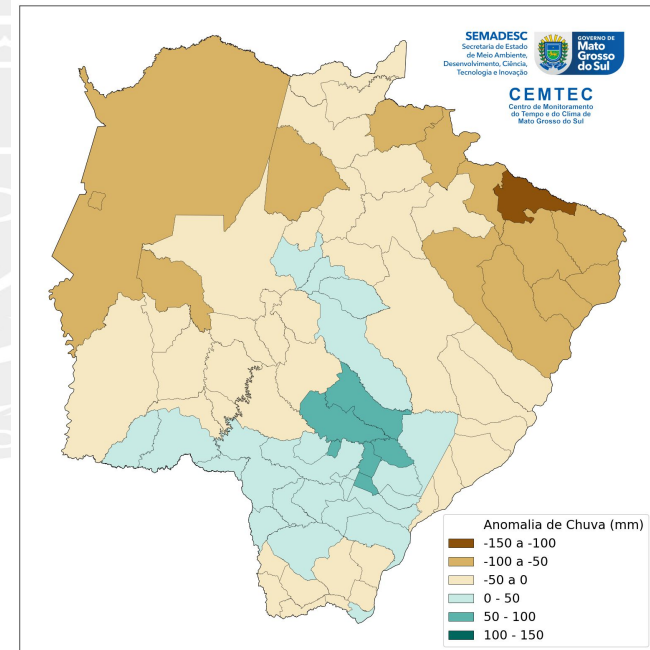 SEMADESC
Secretaria de Estado
de Meio Ambiente,
Desenvolvimento, Ciência,
Tecnologia e Inovação
GOVERNO DE
Mato
Grosso
do Sul
CEMTEC
Centro de Monitoramento
do Tempo e do Clima de
Mato Grosso do Sul
Anomalia de Chuva (mm)
-150 a -100
-100 a -50
-50 a 0
0 - 50
50 - 100
100 - 150